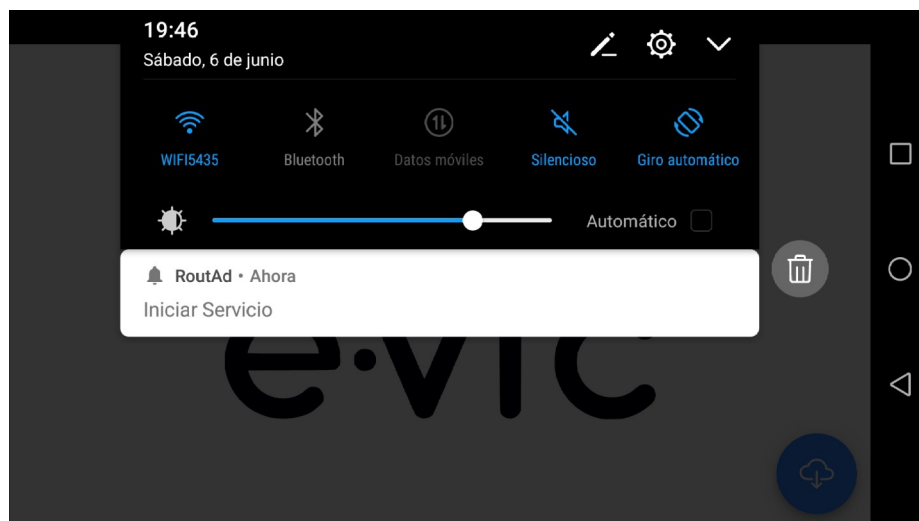 19:46
Sábado, 6 de junio
WIFI5435
Bluetooth
Datos móviles
Silencioso
Giro automático
Automático
RoutAd • Ahora
Iniciar Servicio
e·vic